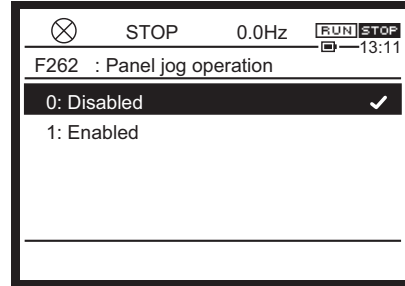 STOP 0.0Hz RUN STOP
13:11
F262 : Panel jog operation
0: Disabled
1: Enabled